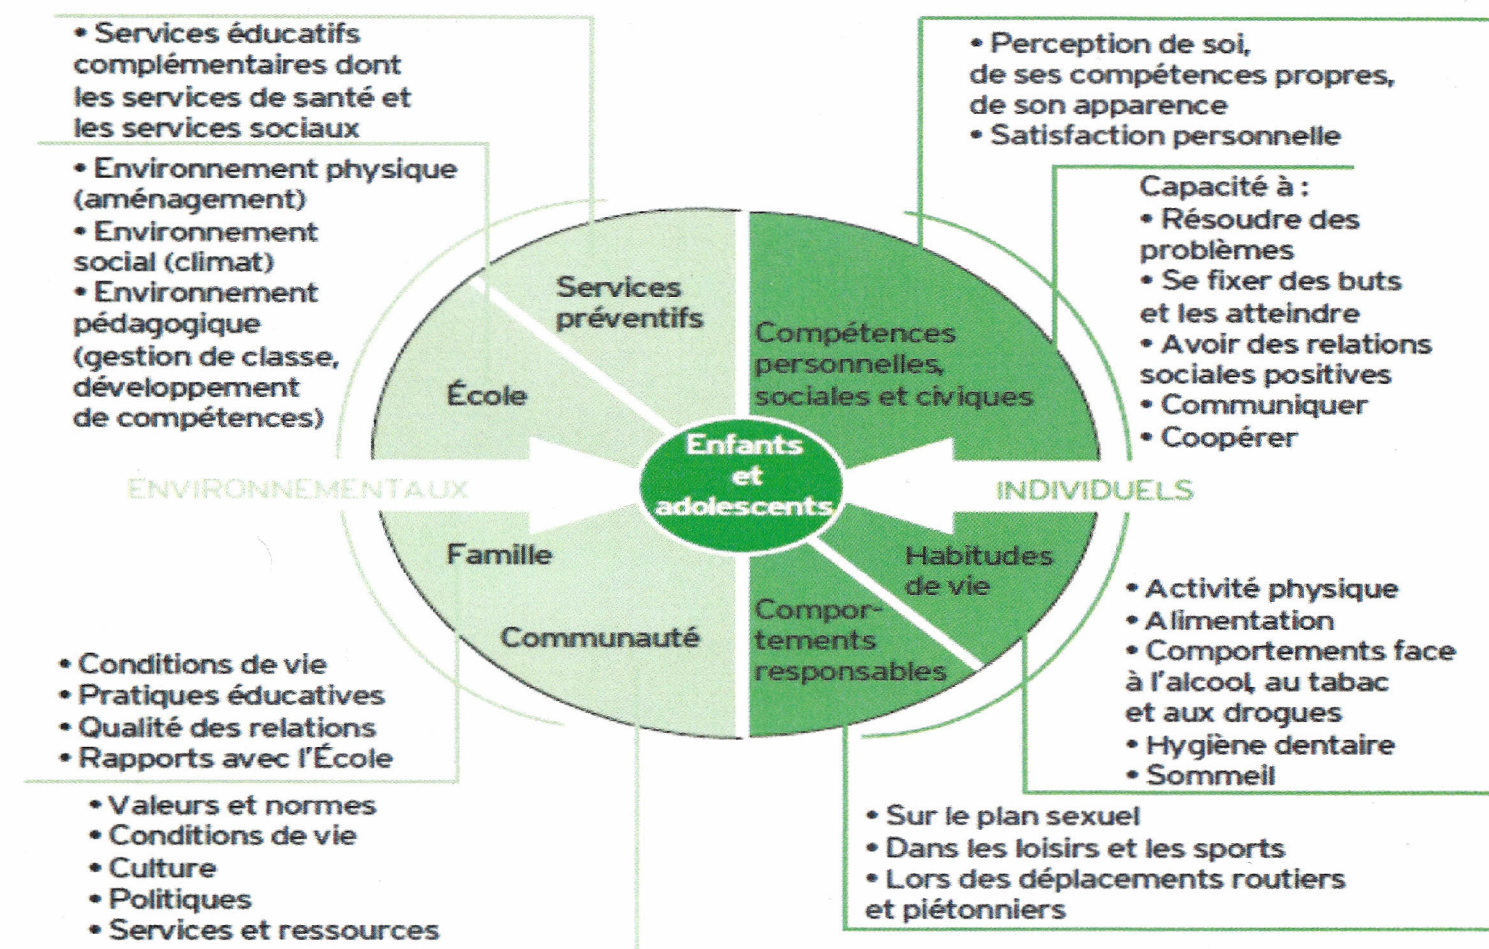 • Services éducatifs
complémentaires dont
les services de santé et
les services sociaux
• Environnement physique
(aménagement)
• Environnement
social (climat)
• Environnement
pédagogique
(gestion de classe,
développement
de compétences)
• Perception de soi,
de ses compétences propres,
de son apparence
• Satisfaction personnelle
Capacité à :
• Résoudre des
problèmes
• Se fixer des buts
et les atteindre
• Avoir des relations
sociales positives
• Communiquer
• Coopérer
Services
préventifs
École
Compétences
personnelles,
sociales et civiques
Enfants
et
adolescents
ENVIRONNEMENTAUX
INDIVIDUELS
Famille
Communauté
Habitudes
de vie
Compor-
tements
responsables
• Conditions de vie
• Pratiques éducatives
• Qualité des relations
• Rapports avec l'École
• Valeurs et normes
• Conditions de vie
• Culture
• Politiques
• Services et ressources
• Activité physique
• Alimentation
• Comportements face
à l'alcool, au tabac
et aux drogues
• Hygiène dentaire
• Sommeil
• Sur le plan sexuel
• Dans les loisirs et les sports
• Lors des déplacements routiers
et piétonniers